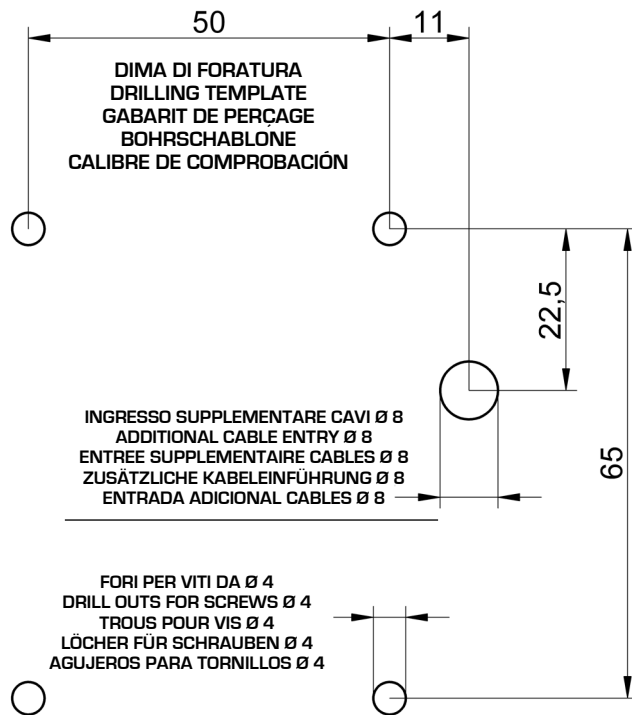 50
11
DIMA DI FORATURA
DRILLING TEMPLATE
GABARIT DE PERÇAGE
BOHRSCHABLONE
CALIBRE DE COMPROBACIÓN
22,5
65
INGRESSO SUPPLEMENTARE CAVI Ø 8
ADDITIONAL CABLE ENTRY Ø 8
ENTREE SUPPLEMENTAIRE CABLES Ø 8
ZUSÄTZLICHE KABELEINFÜHRUNG Ø 8
ENTRADA ADICIONAL CABLES Ø 8
FORI PER VITI DA Ø 4
DRILL OUTS FOR SCREWS Ø 4
TROUS POUR VIS Ø 4
LÖCHER FÜR SCHRAUBEN Ø 4
AGUJEROS PARA TORNILLOS Ø 4